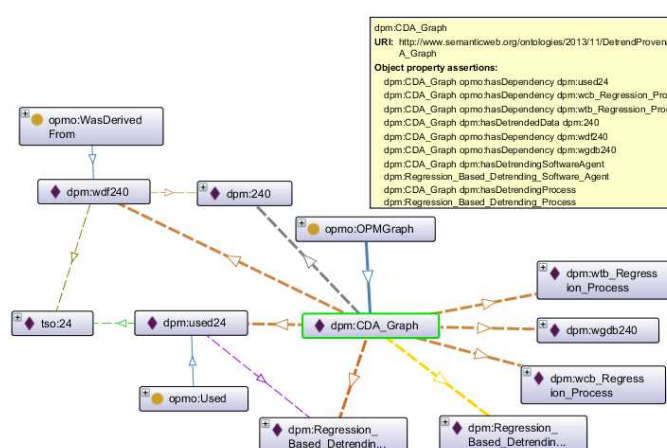 dpm:CDA_Graph
URI: http://www.semanticweb.org/ontologies/2013/11/DetrendProven
A_Graph
Object property assertions:
dpm:CDA_Graph opmo:hasDependency dpm:used24
dpm:CDA_Graph opmo:hasDependency dpm:wcb_Regression_Proc
dpm:CDA_Graph opmo:hasDependency dpm:wtb_Regression_Proc
dpm:CDA_Graph dpm:hasDetrendedData dpm:240
dpm:CDA_Graph opmo:hasDependency dpm:wdf240
dpm:CDA_Graph opmo:hasDependency dpm:wgdb240
dpm:CDA_Graph dpm:hasDetrendingSoftwareAgent
dpm:Regression_Based_Detrending_Software_Agent
dpm:CDA_Graph dpm:hasDetrendingProcess
dpm:Regression_Based_Detrending_Process
opmo:WasDerived
From
dpm:wdf240
dpm:240
opmo:OPMGraph
dpm:wtb_Regress
ion_Process
tso:24
dpm:used24
dpm:CDA_Graph
dpm:wgdb240
dpm:wcb_Regress
ion_Process
opmo:Used
dpm:Regression_
Based_Detrendin...
dpm:Regression_
Based_Detrendin...